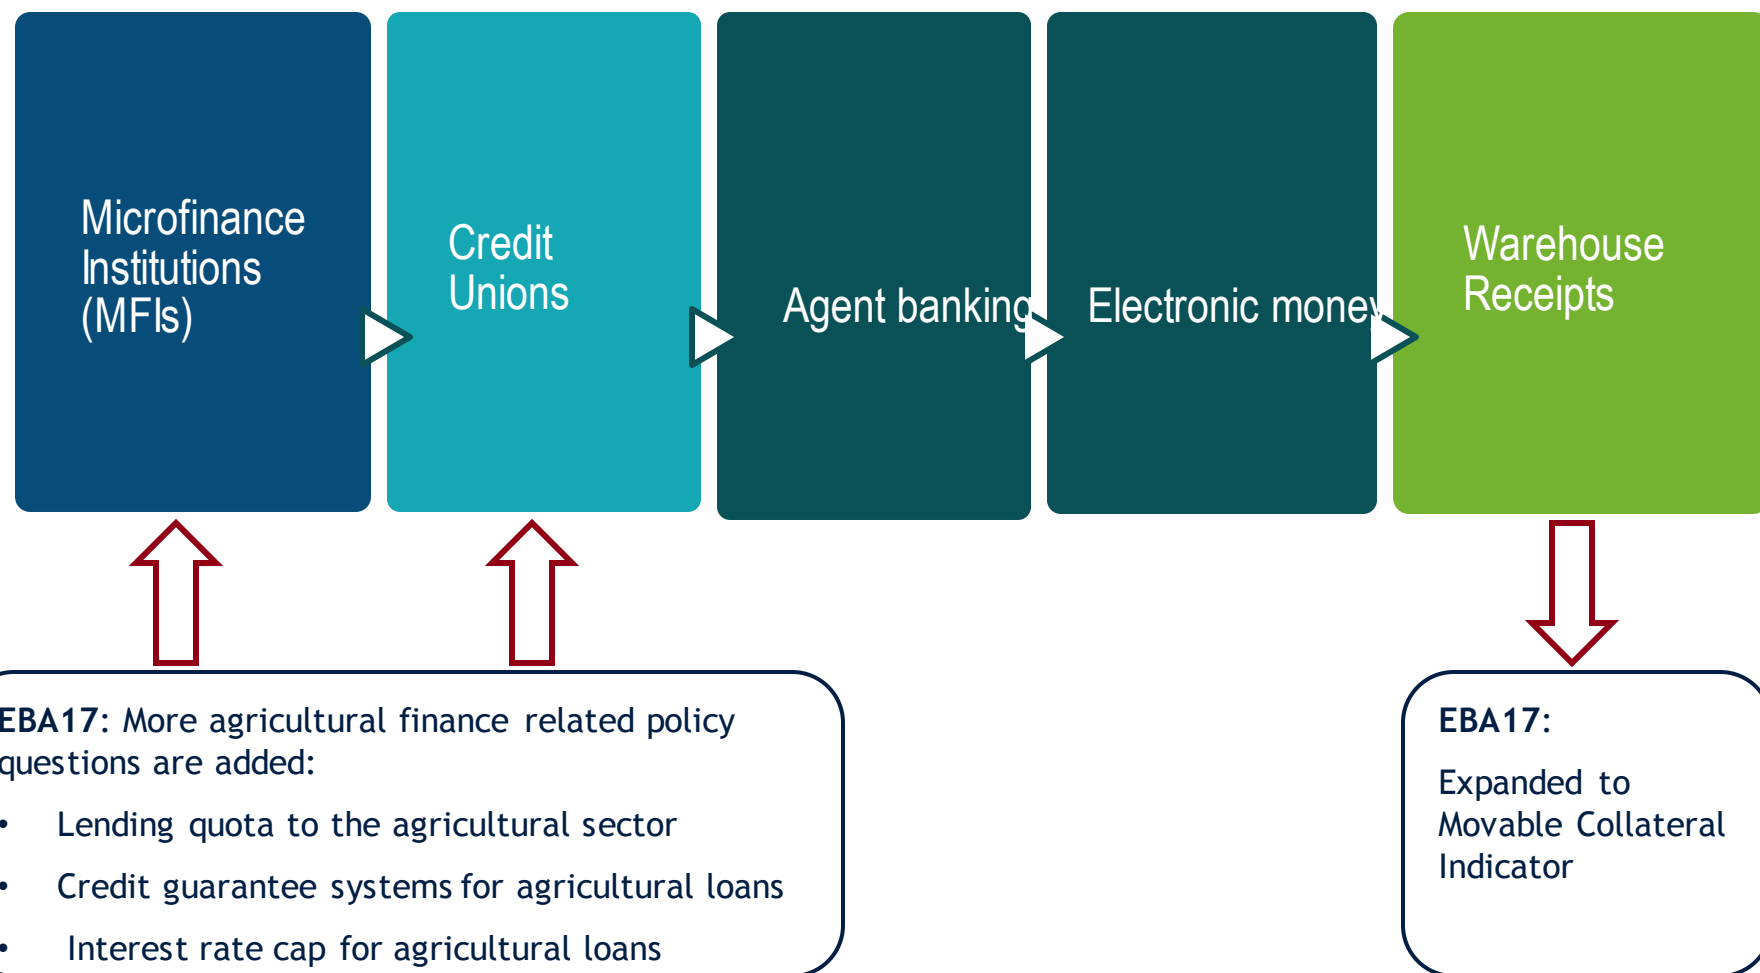 Microfinance
Institutions
(MFIs)
Credit
Unions
Agent banking
Electronic money
Warehouse
Receipts
EBA17: More agricultural finance related policy
questions are added:
• Lending quota to the agricultural sector
• Credit guarantee systems for agricultural loans
• Interest rate cap for agricultural loans
EBA17:
Expanded to
Movable Collateral
Indicator